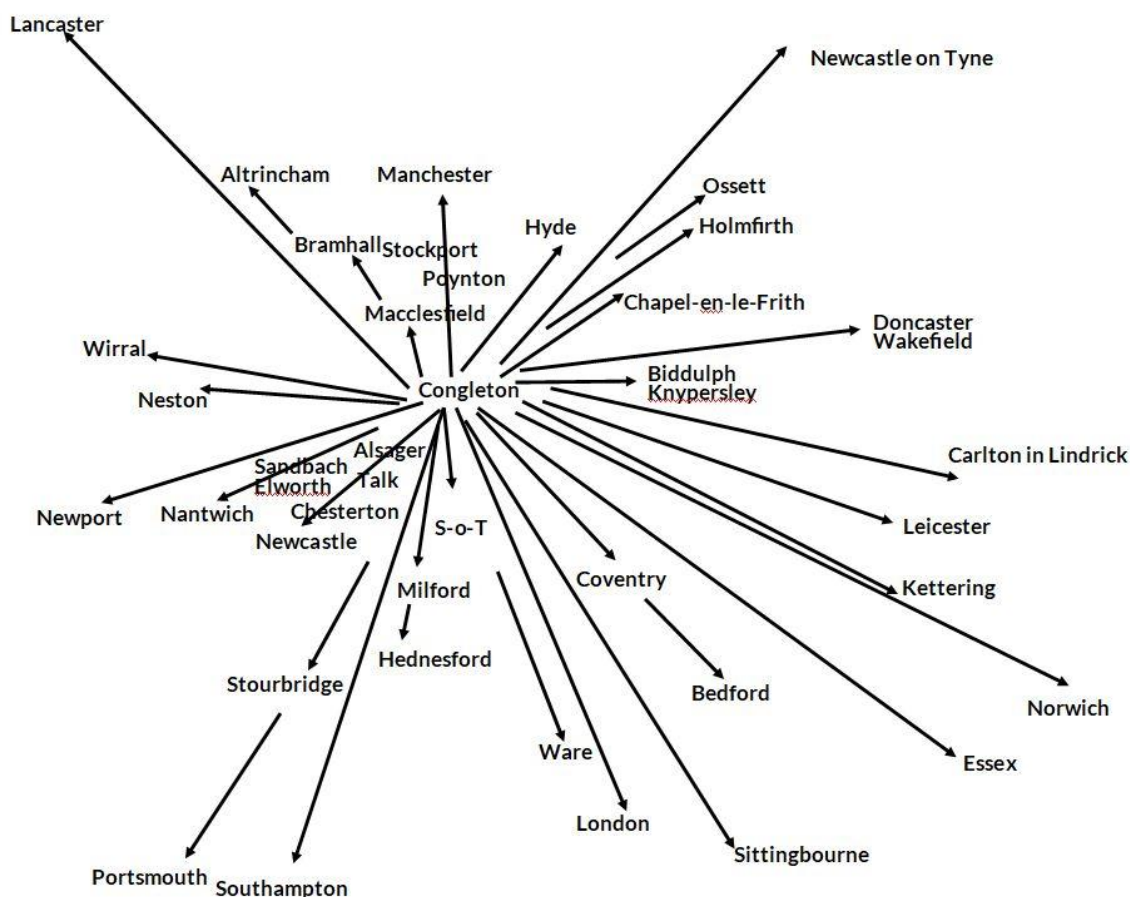 Lancaster
Newcastle on Tyne
Altrincham
Manchester
Ossett
Hyde
Holmfirth
Bramhall
Stockport
Poynton
Chapel-en-le-Frith
Macclesfield
Doncaster
Wakefield
Wirral
Biddulph
Knypersley
Congleton
Neston
Alsager
Carlton in Lindrick
Sandbach
Elworth
Talk
Newport
Nantwich
Chesterton
Newcastle
S-o-T
Leicester
Coventry
Kettering
Milford
Hednesford
Stourbridge
Bedford
Norwich
Ware
Essex
London
Sittingbourne
Portsmouth
Southampton